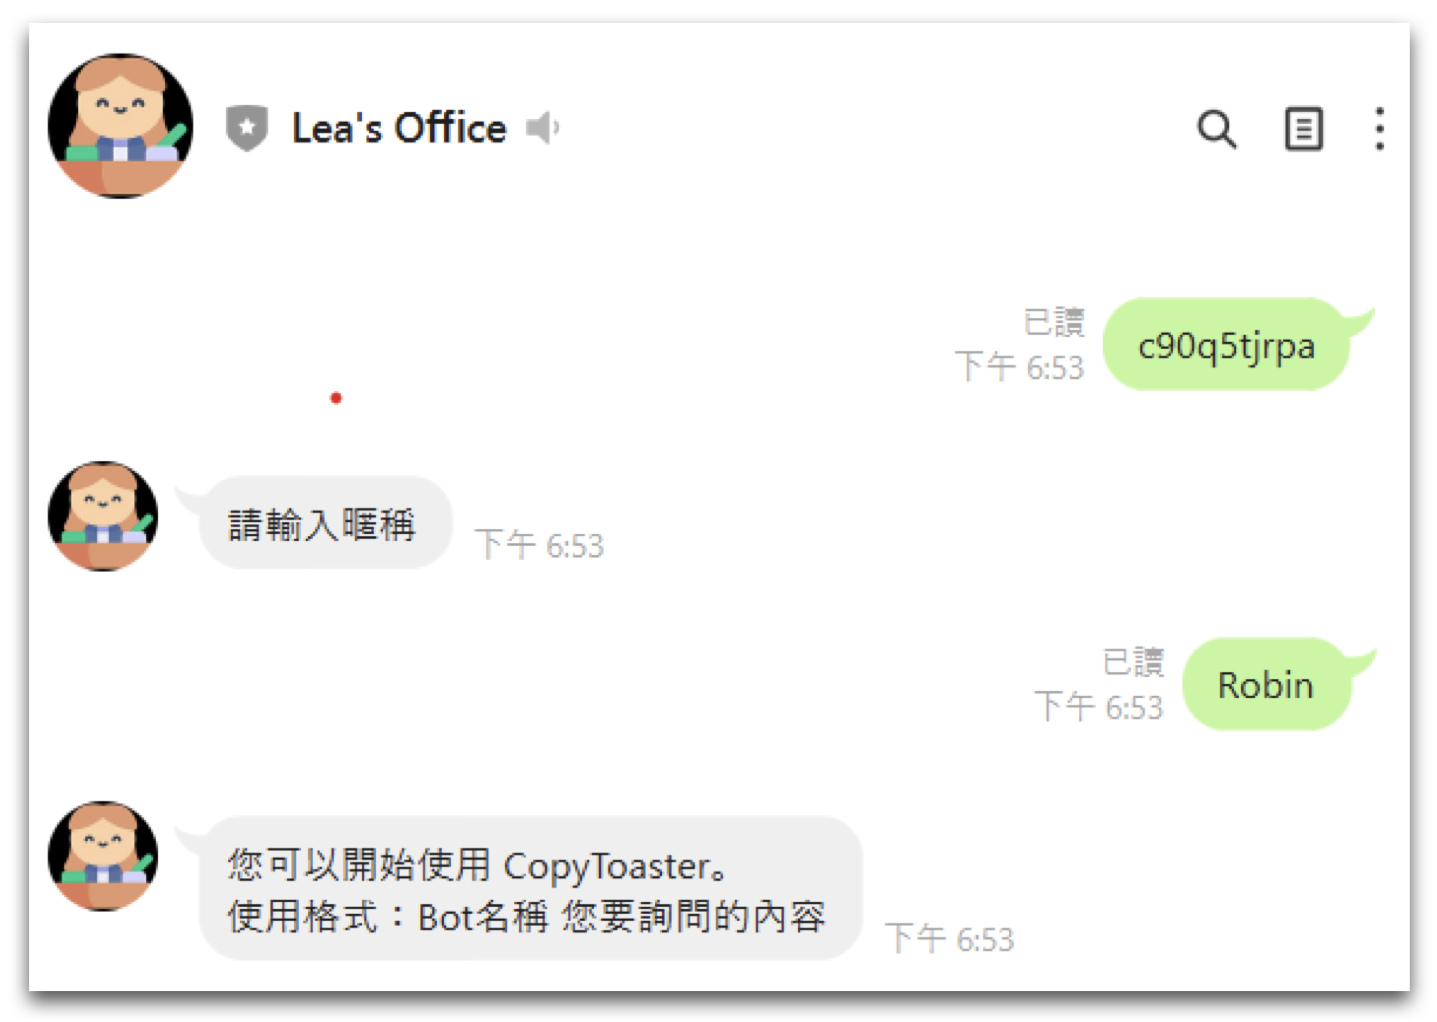 Lea's Office
已讀
下午 6:53
c90q5tjrpa
請輸入暱稱
下午 6:53
已讀
下午 6:53
Robin
您可以開始使用 CopyToaster。
使用格式：Bot名稱 您要詢問的內容
下午 6:53